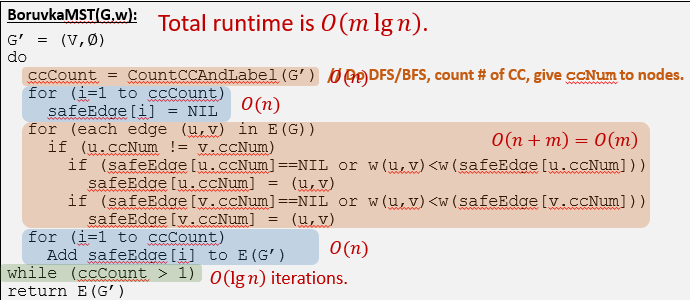 BoruvkaMST(G,w):
Total runtime is O(m lg n).
G' = (V,∅)
do
ccCount = CountCCAndLabel(G') // Do DFS/BFS, count # of CC, give ccNum to nodes.
O(n)
for (i=1 to ccCount)
safeEdge[i] = NIL
O(n)
for (each edge (u,v) in E(G))
O(n + m) = O(m)
if (u.ccNum != v.ccNum)
if (safeEdge[u.ccNum]==NIL or w(u,v)<w(safeEdge[u.ccNum]))
safeEdge[u.ccNum] = (u,v)
if (safeEdge[v.ccNum]==NIL or w(u,v)<w(safeEdge[v.ccNum]))
safeEdge[v.ccNum] = (u,v)
for (i=1 to ccCount)
Add safeEdge[i] to E(G')
O(n)
while (ccCount > 1) O(lg n) iterations.
return E(G')